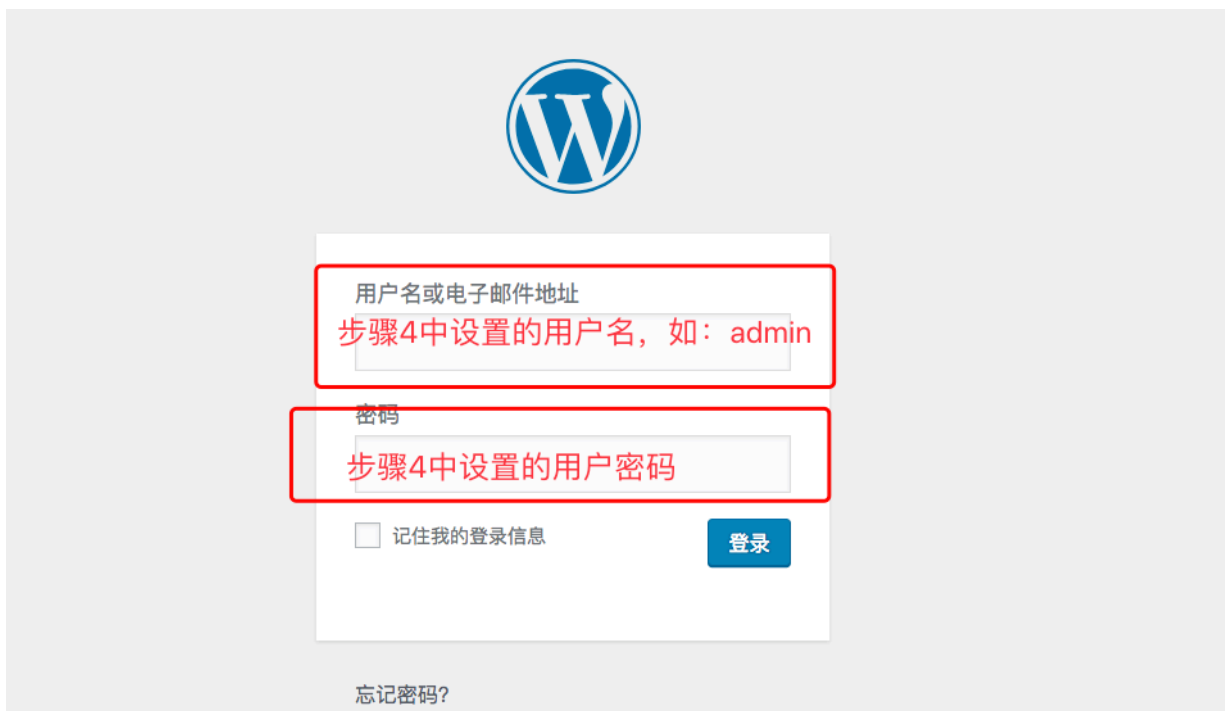 用户名或电子邮件地址
步骤4中设置的用户名，如：admin
密码
步骤4中设置的用户密码
记住我的登录信息
登录
忘记密码?